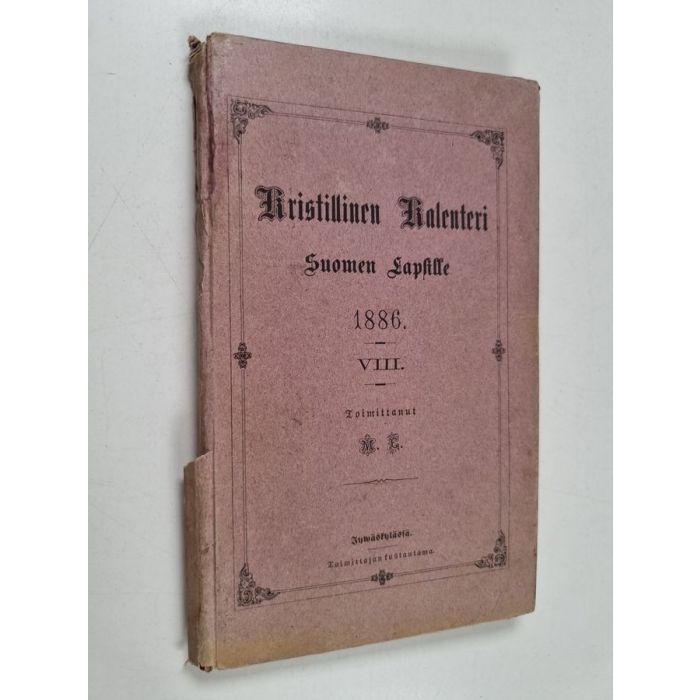 Kristillinen Kalenteri
Suomen Lapsille
1886.
VIII.
Toimittanut
A. E.
Jywäskylässä.
Toimittajan kustantama.